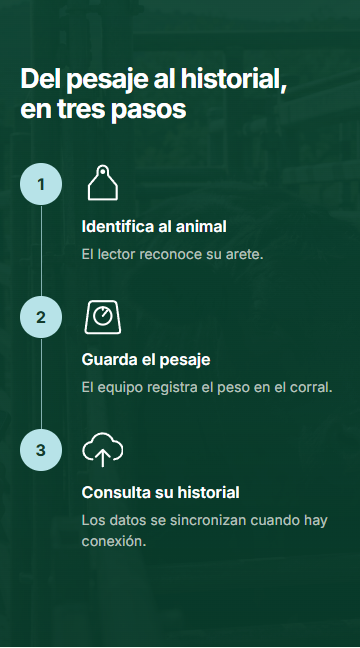 Del pesaje al historial,
en tres pasos
1
Identifica al animal
El lector reconoce su arete.
2
Guarda el pesaje
El equipo registra el peso en el corral.
3
Consulta su historial
Los datos se sincronizan cuando hay
conexión.